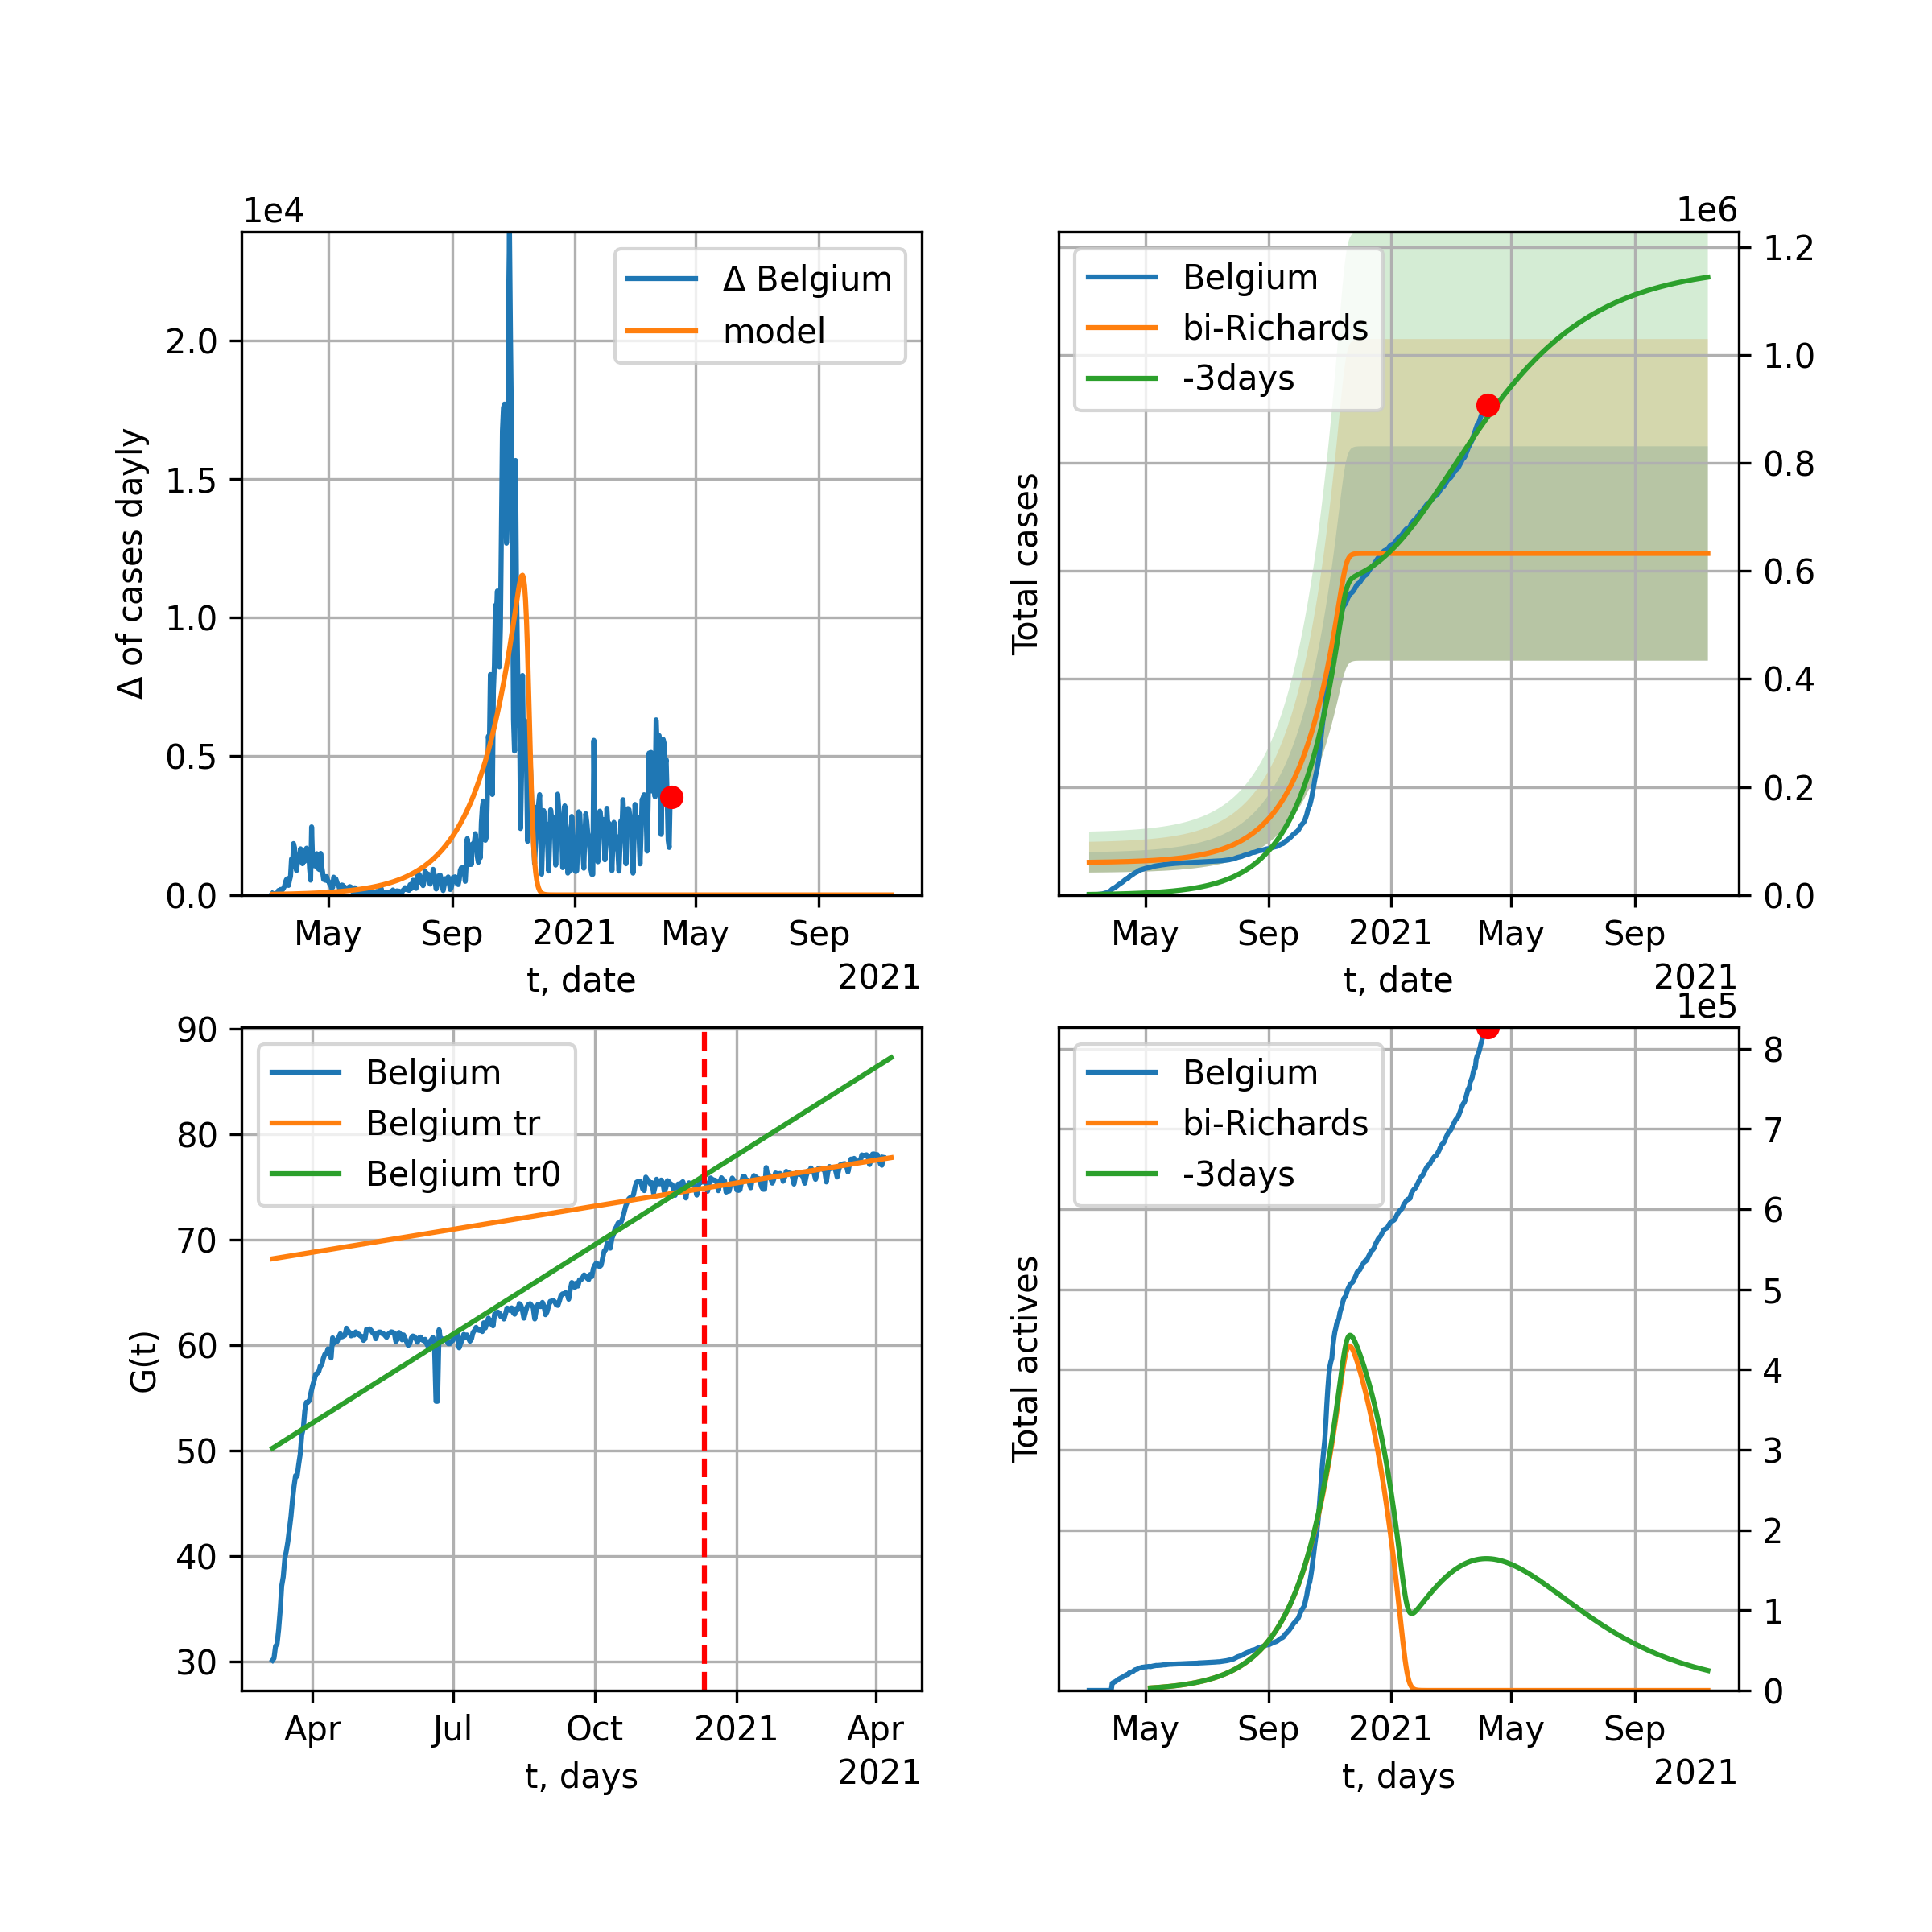 1e4
Δ of cases dayly
2.0
1.5
1.0
0.5
0.0
Δ Belgium
model
May Sep 2021 May Sep
t, date
2021
1e6
Total cases
Belgium
bi-Richards
-3days
1.2
1.0
0.8
0.6
0.4
0.2
0.0
May Sep 2021 May Sep
t, date
2021
G(t)
90
80
70
60
50
40
30
Belgium
Belgium tr
Belgium tr0
Apr Jul Oct 2021 Apr
t, days
2021
1e5
Total actives
Belgium
bi-Richards
-3days
8
7
6
5
4
3
2
1
0
May Sep 2021 May Sep
t, days
2021